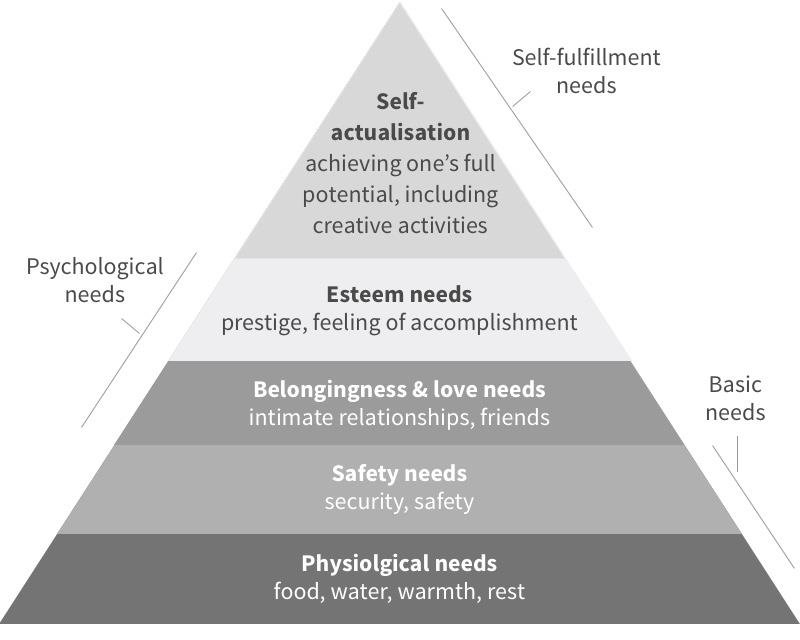 Self-fulfillment
needs
Self-
actualisation
achieving one’s full
potential, including
creative activities
Psychological
needs
Esteem needs
prestige, feeling of accomplishment
Belongingness & love needs
intimate relationships, friends
Basic
needs
Safety needs
security, safety
Physiolgical needs
food, water, warmth, rest